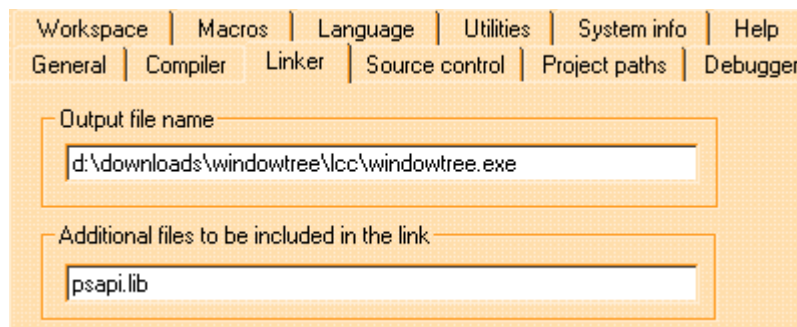 Workspace Macros Language Utilities System info Help
General Compiler Linker Source control Project paths Debugger
Output file name
d:\downloads\windowtree\lcc\windowtree.exe
Additional files to be included in the link
psapi.lib